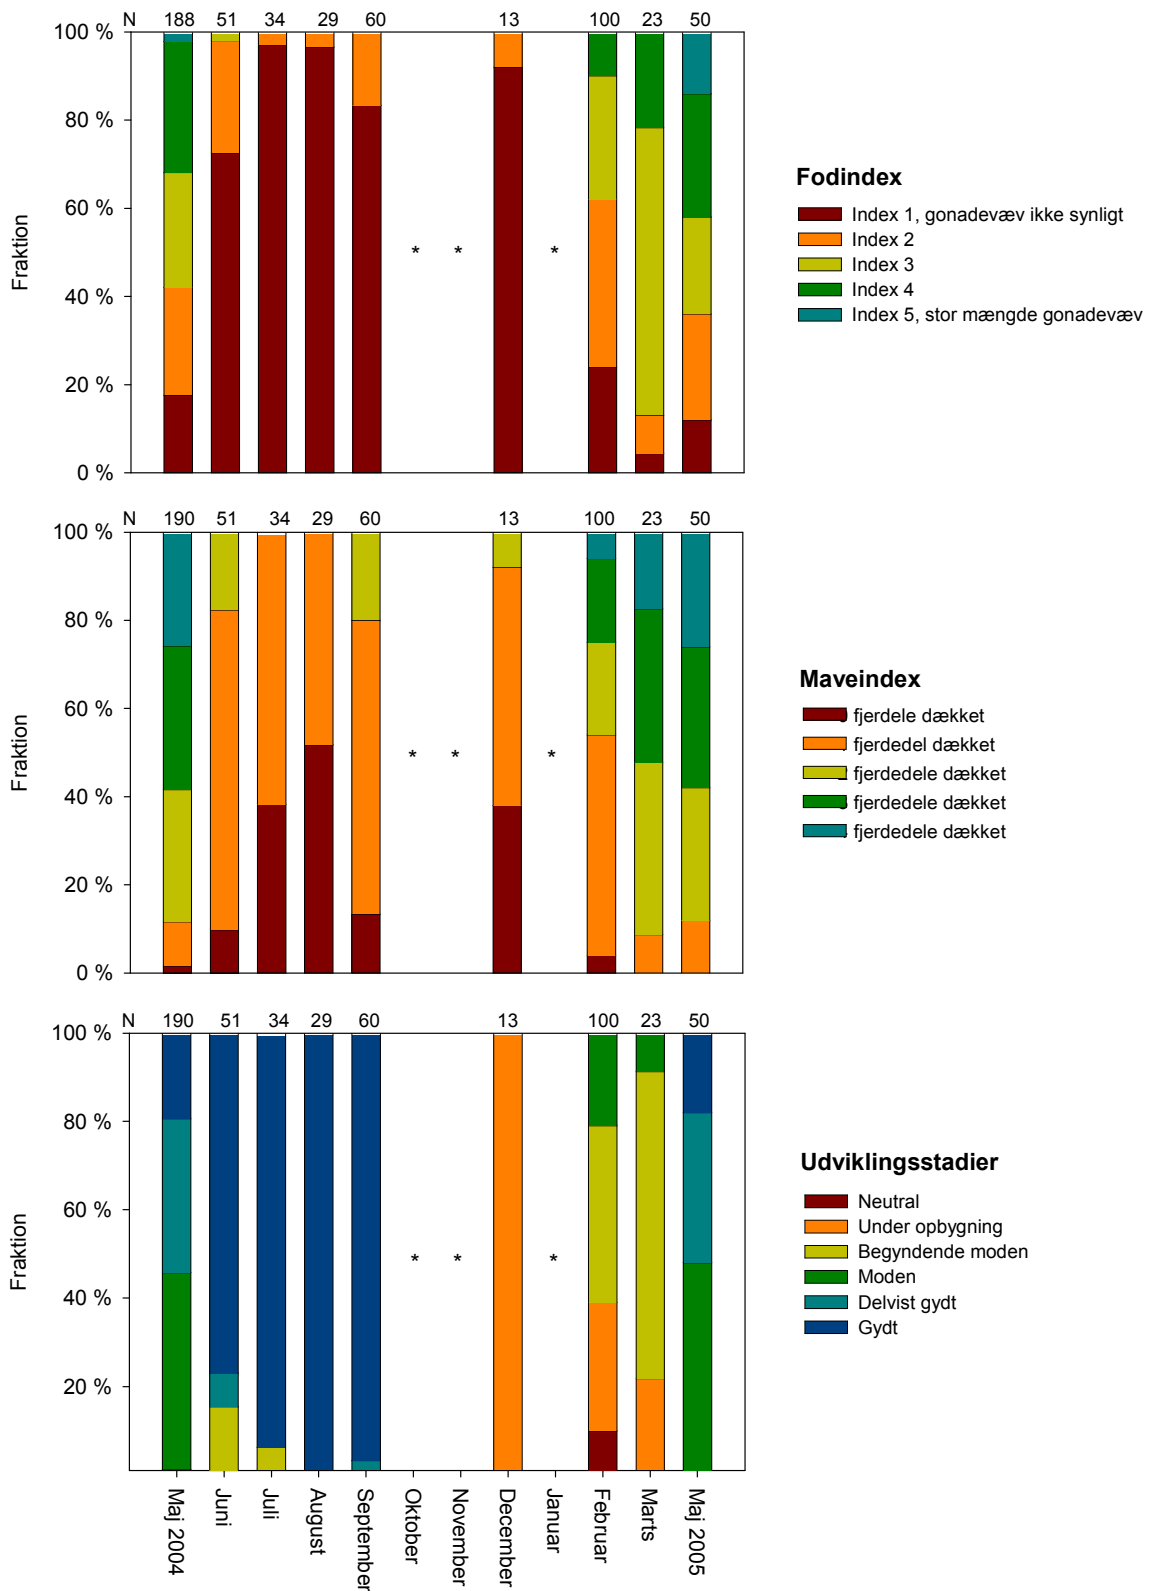 N 188 51 34 29 60 13 100 23 50
100 %
80 %
60 %
40 %
20 %
0 %
Fraktion
* * *
Fodindex
Index 1, gonadevæv ikke synligt
Index 2
Index 3
Index 4
Index 5, stor mængde gonadevæv
N 190 51 34 29 60 13 100 23 50
100 %
80 %
60 %
40 %
20 %
0 %
Fraktion
* * *
Maveindex
fjerdele dækket
fjerdedel dækket
fjerdedele dækket
fjerdedele dækket
fjerdedele dækket
N 190 51 34 29 60 13 100 23 50
100 %
80 %
60 %
40 %
20 %
Fraktion
* * *
Udviklingsstadier
Neutral
Under opbygning
Begyndende moden
Moden
Delvist gydt
Gydt
Maj 2004
Juni
Juli
August
September
Oktober
November
December
Januar
Februar
Marts
Maj 2005